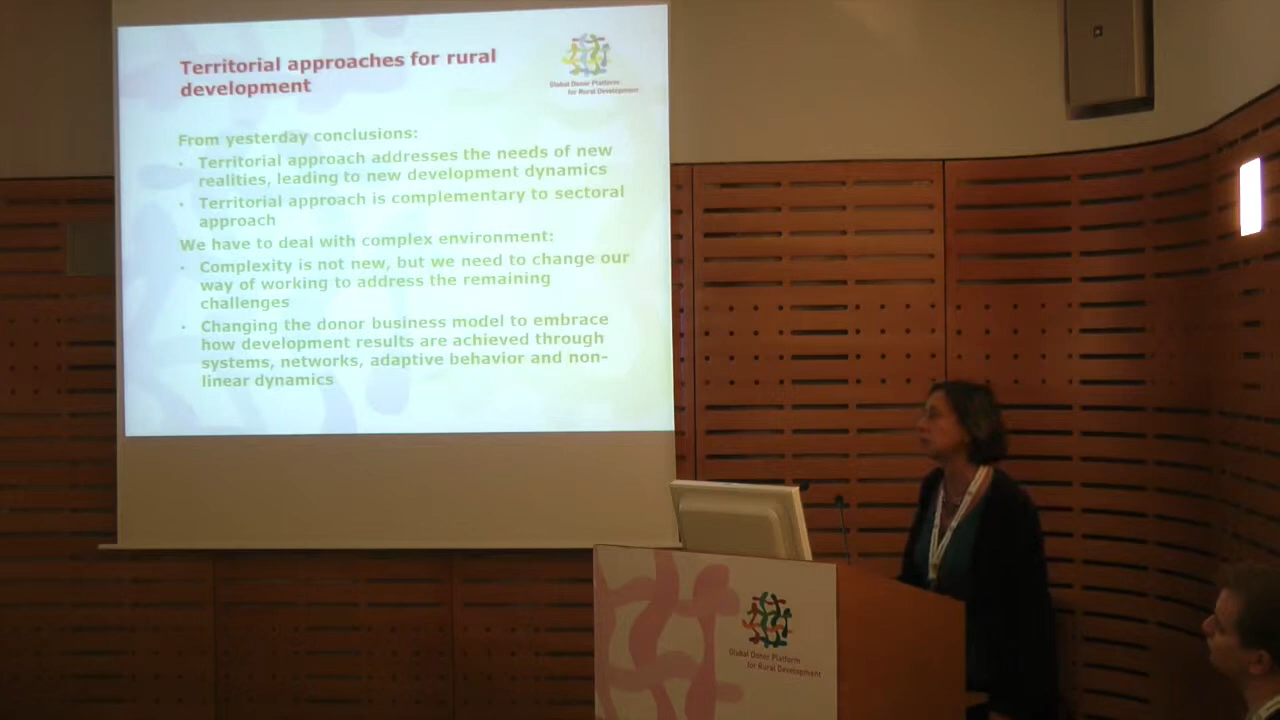 Territorial approaches for rural
development
Global Donor Platform
for Rural Development
From yesterday conclusions:
· Territorial approach addresses the needs of new
realities, leading to new development dynamics
· Territorial approach is complementary to sectoral
approach
We have to deal with complex environment:
· Complexity is not new, but we need to change our
way of working to address the remaining
challenges
· Changing the donor business model to embrace
how development results are achieved through
systems, networks, adaptive behavior and non-
linear dynamics
Global Donor Platform
for Rural Development